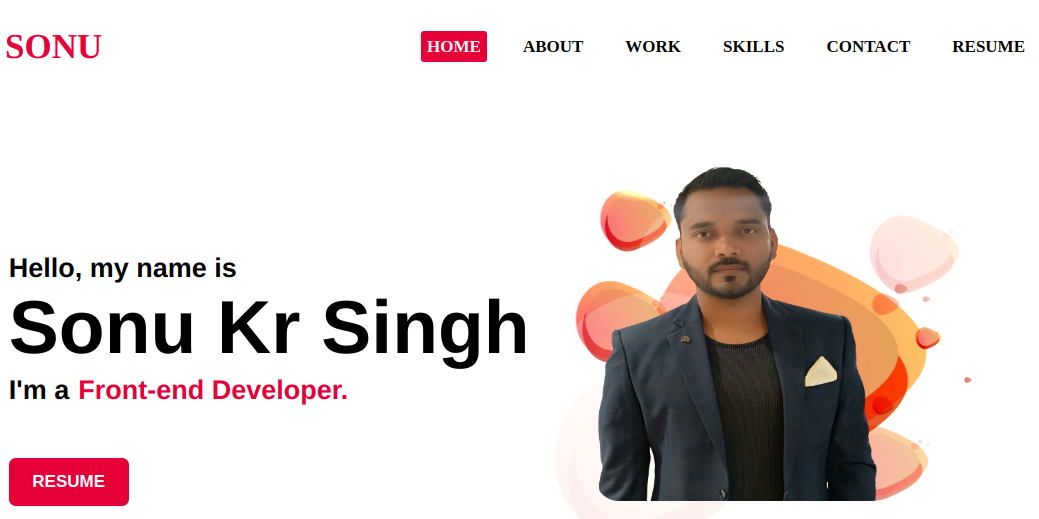 SONU
HOME ABOUT WORK SKILLS CONTACT RESUME
Hello, my name is
Sonu Kr Singh
I'm a Front-end Developer.
RESUME